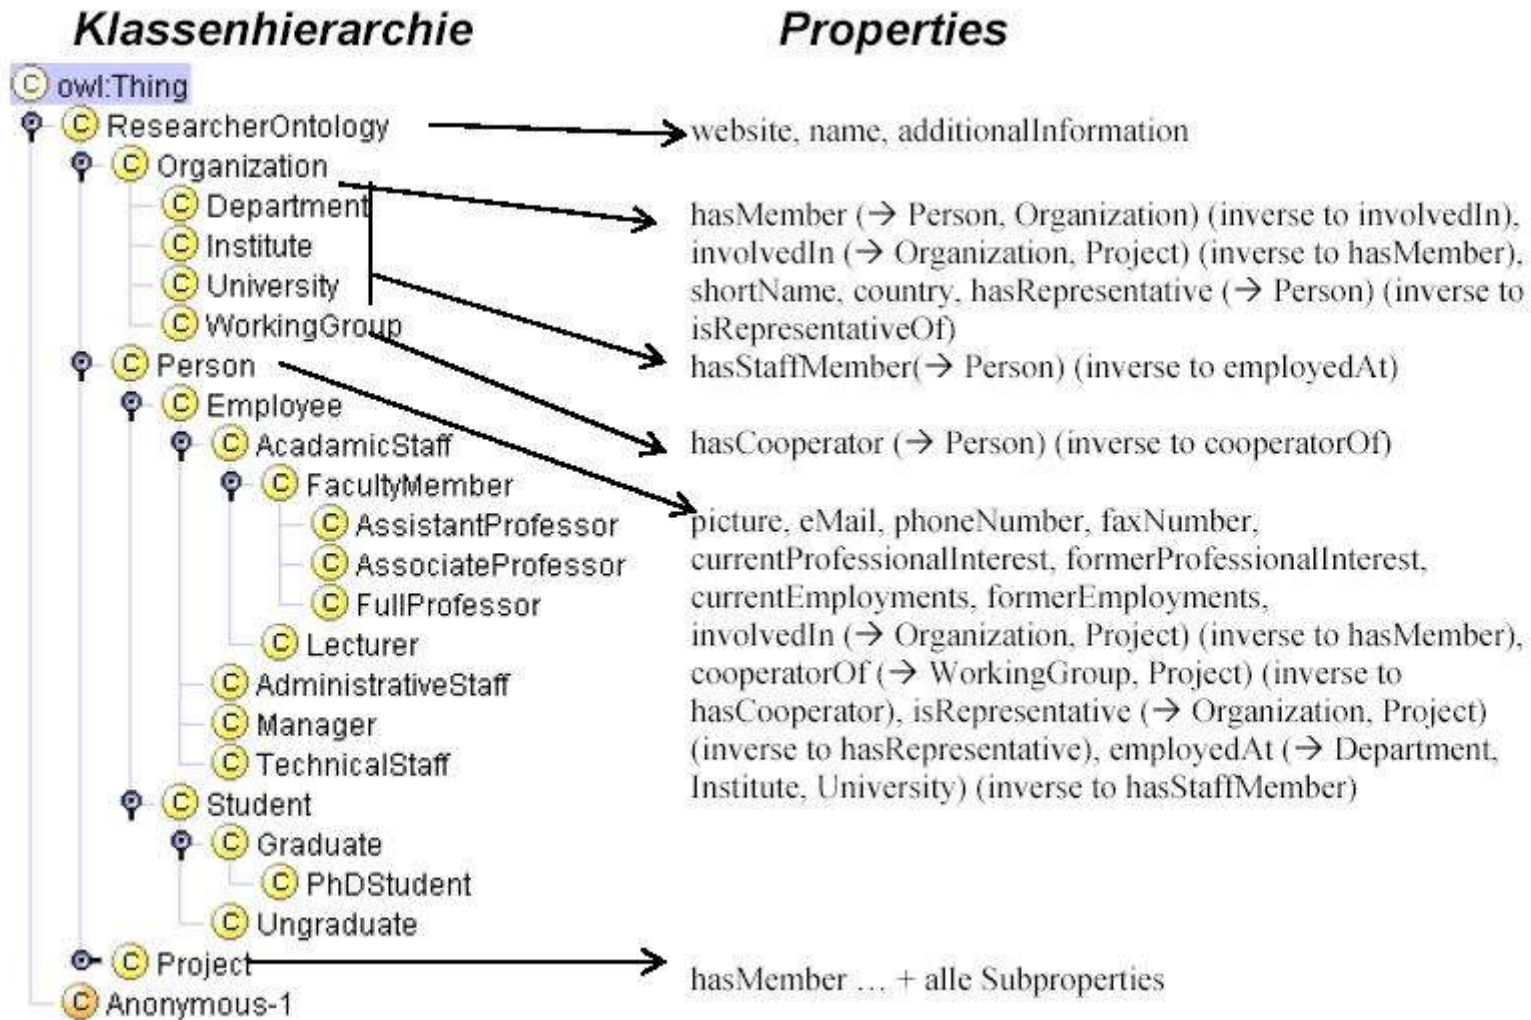 Klassenhierarchie
Properties
C owl:Thing
C ResearcherOntology
website, name, additionalInformation
C Organization
C Department
C Institute
C University
C WorkingGroup
hasMember (→ Person, Organization) (inverse to involvedIn),
involvedIn (→ Organization, Project) (inverse to hasMember),
shortName, country, hasRepresentative (→ Person) (inverse to
isRepresentativeOf)
hasStaffMember(→ Person) (inverse to employedAt)
hasCooperator (→ Person) (inverse to cooperatorOf)
C Person
C Employee
C AcadamicStaff
C FacultyMember
C AssistantProfessor
C AssociateProfessor
C FullProfessor
C Lecturer
C AdministrativeStaff
C Manager
C TechnicalStaff
C Student
C Graduate
C PhDStudent
C Ungraduate
picture, eMail, phoneNumber, faxNumber,
currentProfessionalInterest, formerProfessionalInterest,
currentEmployments, formerEmployments,
involvedIn (→ Organization, Project) (inverse to hasMember),
cooperatorOf (→ WorkingGroup, Project) (inverse to
hasCooperator), isRepresentative (→ Organization, Project)
(inverse to hasRepresentative), employedAt (→ Department,
Institute, University) (inverse to hasStaffMember)
C Project
hasMember ... + alle Subproperties
C Anonymous-1